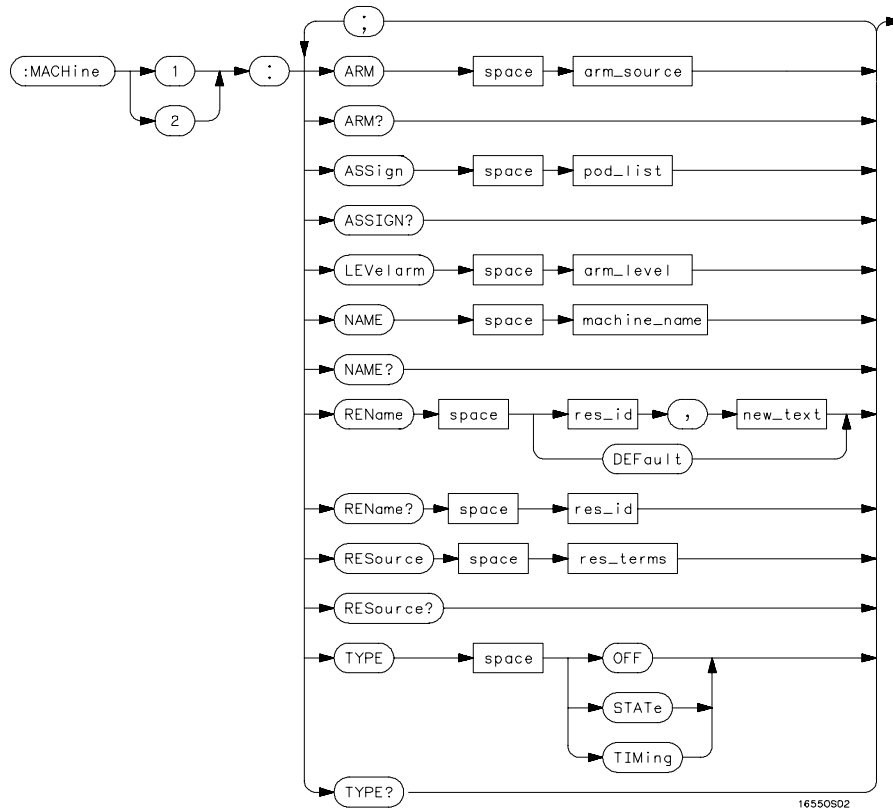 ;
:MACHine 1 : ARM space arm_source
2
ARM?
ASSign space pod_list
ASSIGN?
LEVelarm space arm_level
NAME space machine_name
NAME?
REName space res_id , new_text
DEFault
REName? space res_id
RESource space res_terms
RESource?
TYPE space OFF
STATe
TIMing
TYPE?
16550S02